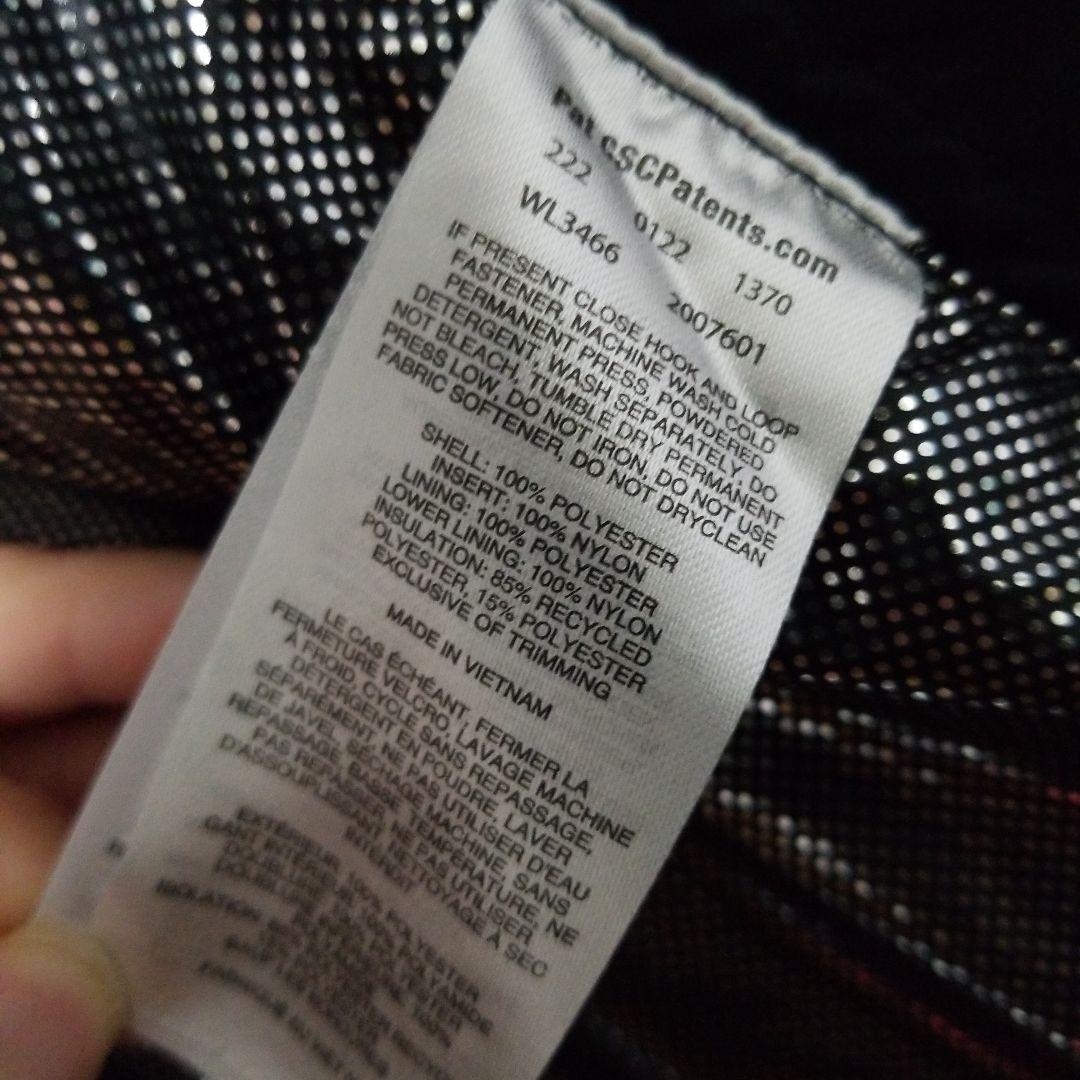 CSCPatents.com
222 0122 1370
WL3466 2007601
IF PRESENT CLOSE HOOK AND LOOP
FASTENER, MACHINE WASH COLD
PERMANENT PRESS, POWDERED
DETERGENT, WASH SEPARATELY, DO
NOT BLEACH, TUMBLE DRY PERMANENT
PRESS LOW, DO NOT IRON, DO NOT USE
FABRIC SOFTENER, DO NOT DRYCLEAN
SHELL: 100% POLYESTER
INSERT: 100% NYLON
LINING: 100% POLYESTER
LOWER LINING: 100% NYLON
INSULATION: 85% RECYCLED
POLYESTER, 15% POLYESTER
EXCLUSIVE OF TRIMMING
MADE IN VIETNAM
LE CAS ÉCHÉANT, FERMER LA
FERMETURE VELCRO, LAVAGE MACHINE
À FROID, CYCLE SANS REPASSAGE,
DÉTERGENT EN POUDRE, LAVER
SÉPARÉMENT, NE PAS UTILISER D'EAU
DE JAVEL, SÉCHAGE MACHINE, SANS
REPASSAGE, BASSE TEMPÉRATURE, NE
PAS REPASSER, NE PAS UTILISER
D'ASSOUPLISSANT, NETTOYAGE À SEC
INTERDIT
EXTÉRIEUR: 100% POLYESTER
100% POLYAMIDE
ISOLATION